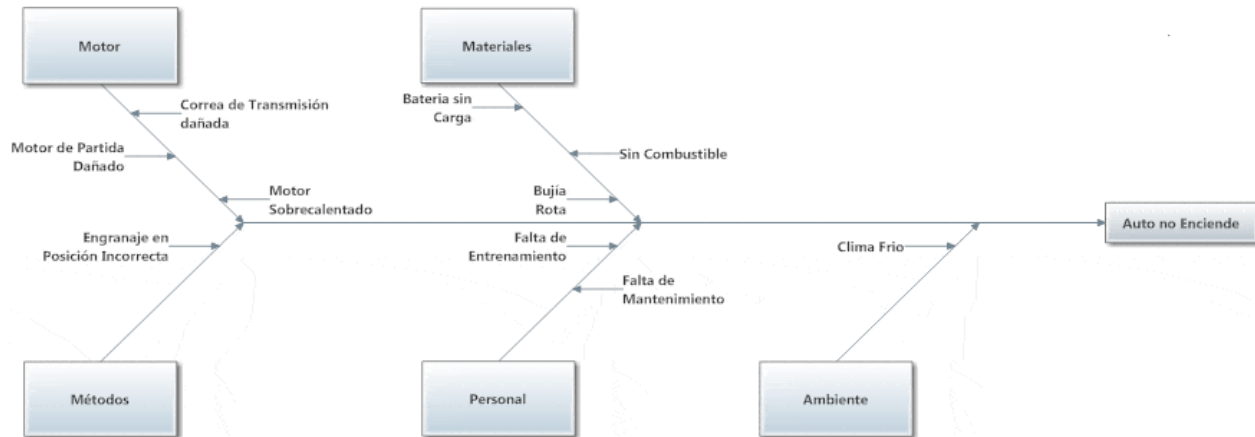 Motor
Materiales
Correa de Transmisión
dañada
Motor de Partida
Dañado
Motor
Sobrecalentado
Bateria sin
Carga
Sin Combustible
Bujía
Rota
Auto no Enciende
Engranaje en
Posición Incorrecta
Falta de
Entrenamiento
Falta de
Mantenimiento
Clima Frio
Métodos
Personal
Ambiente